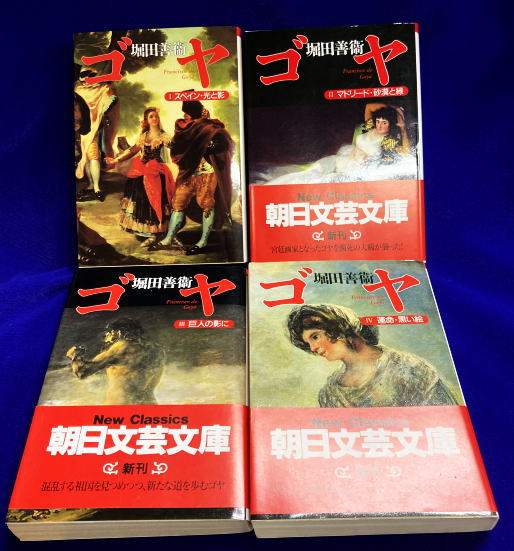 堀田善衞
ゴヤ
Francisco de
Goya
I スペイン・光と影
堀田善衞
ゴヤ
Francisco de
Goya
II マドリード・砂漠と緑
New Classics
朝日文芸文庫
新刊
宮廷画家となったゴヤを瀕死の大病が襲った!
堀田善衞
ゴヤ
Francisco de
Goya
III 巨人の影に
New Classics
朝日文芸文庫
新刊
混乱する祖国を見つめつつ、新たな道を歩むゴヤ
堀田善衞
ゴヤ
Francisco de
Goya
IV 運命・黒い絵
New Classics
朝日文芸文庫